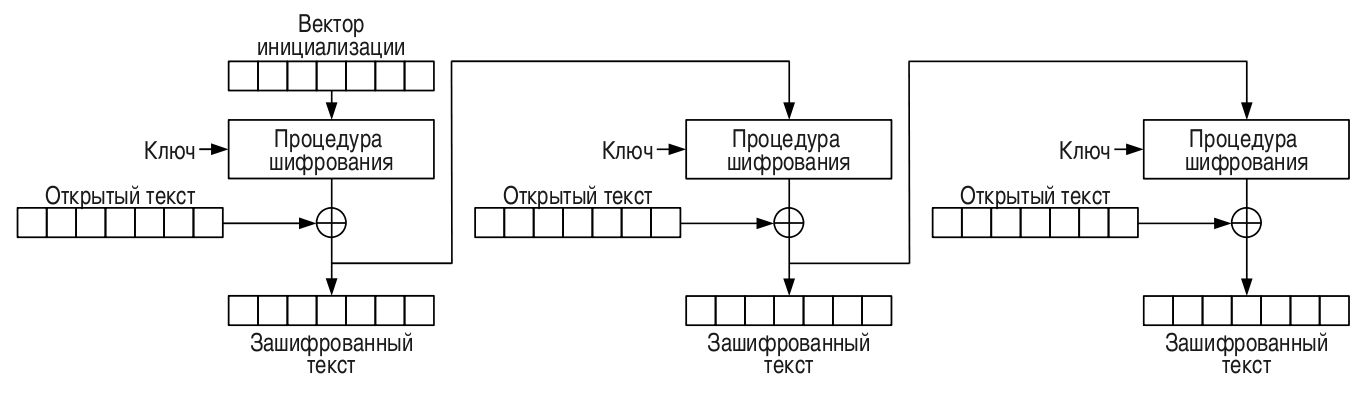 Вектор
инициализации
Ключ
Процедура
шифрования
Открытый текст
Зашифрованный
текст
Ключ
Процедура
шифрования
Открытый текст
Зашифрованный
текст
Ключ
Процедура
шифрования
Открытый текст
Зашифрованный
текст